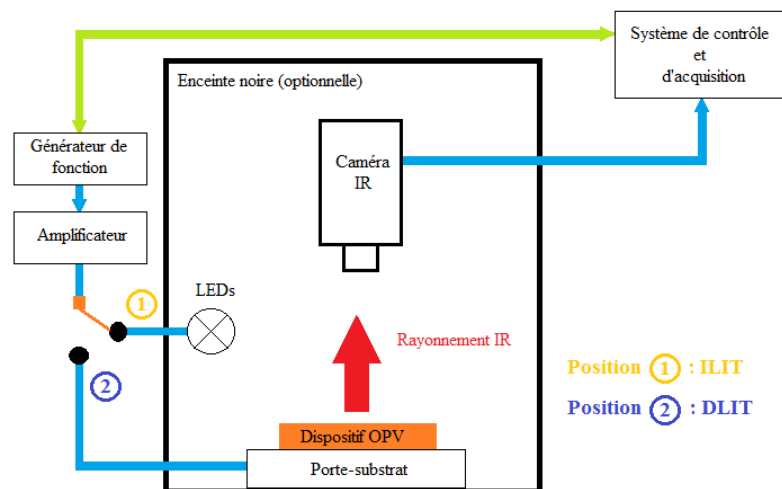 Système de contrôle
et
d'acquisition
Enceinte noire (optionnelle)
Générateur de
fonction
Caméra
IR
Amplificateur
LEDs
1
Rayonnement IR
2
Position 1 : ILIT
Position 2 : DLIT
Dispositif OPV
Porte-substrat